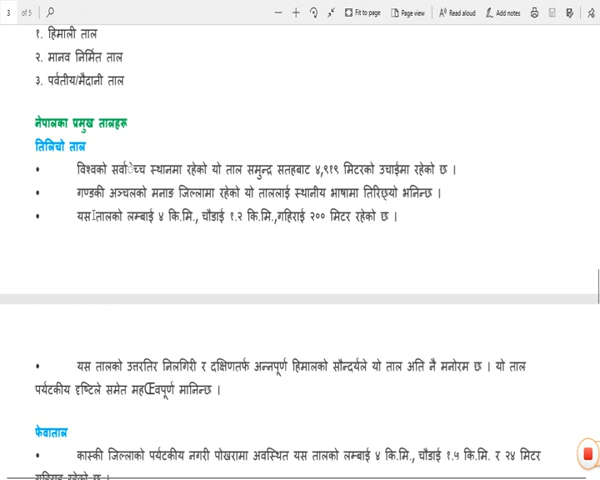 3 of 5 Fit to page Page view Read aloud Add notes
१. हिमाली ताल
२. मानव निर्मित ताल
३. पर्वतीय/मैदानी ताल
नेपालका प्रमुख तालहरू
तिलिचो ताल
• विश्वको सर्वाेच्च स्थानमा रहेको यो ताल समुन्द्र सतहबाट ४,९१९ मिटरको उचाईमा रहेको छ ।
• गण्डकी अञ्चलको मनाङ जिल्लामा रहेको यो ताललाई स्थानीय भाषामा तिरिछ्यो भनिन्छ ।
• यस तालको लम्बाई ४ कि.मि., चौडाई १.२ कि.मि.,गहिराई २०० मिटर रहेको छ ।
• यस तालको उत्तरतिर निलगिरी र दक्षिणतर्फ अन्नपूर्ण हिमालको सौन्दर्यले यो ताल अति नै मनोरम छ । यो ताल
पर्यटकीय दृष्टिले समेत महŒवपूर्ण मानिन्छ ।
फेवाताल
• कास्की जिल्लाको पर्यटकीय नगरी पोखरामा अवस्थित यस तालको लम्बाई ४ कि.मि., चौडाई १.५ कि.मि. र २४ मिटर